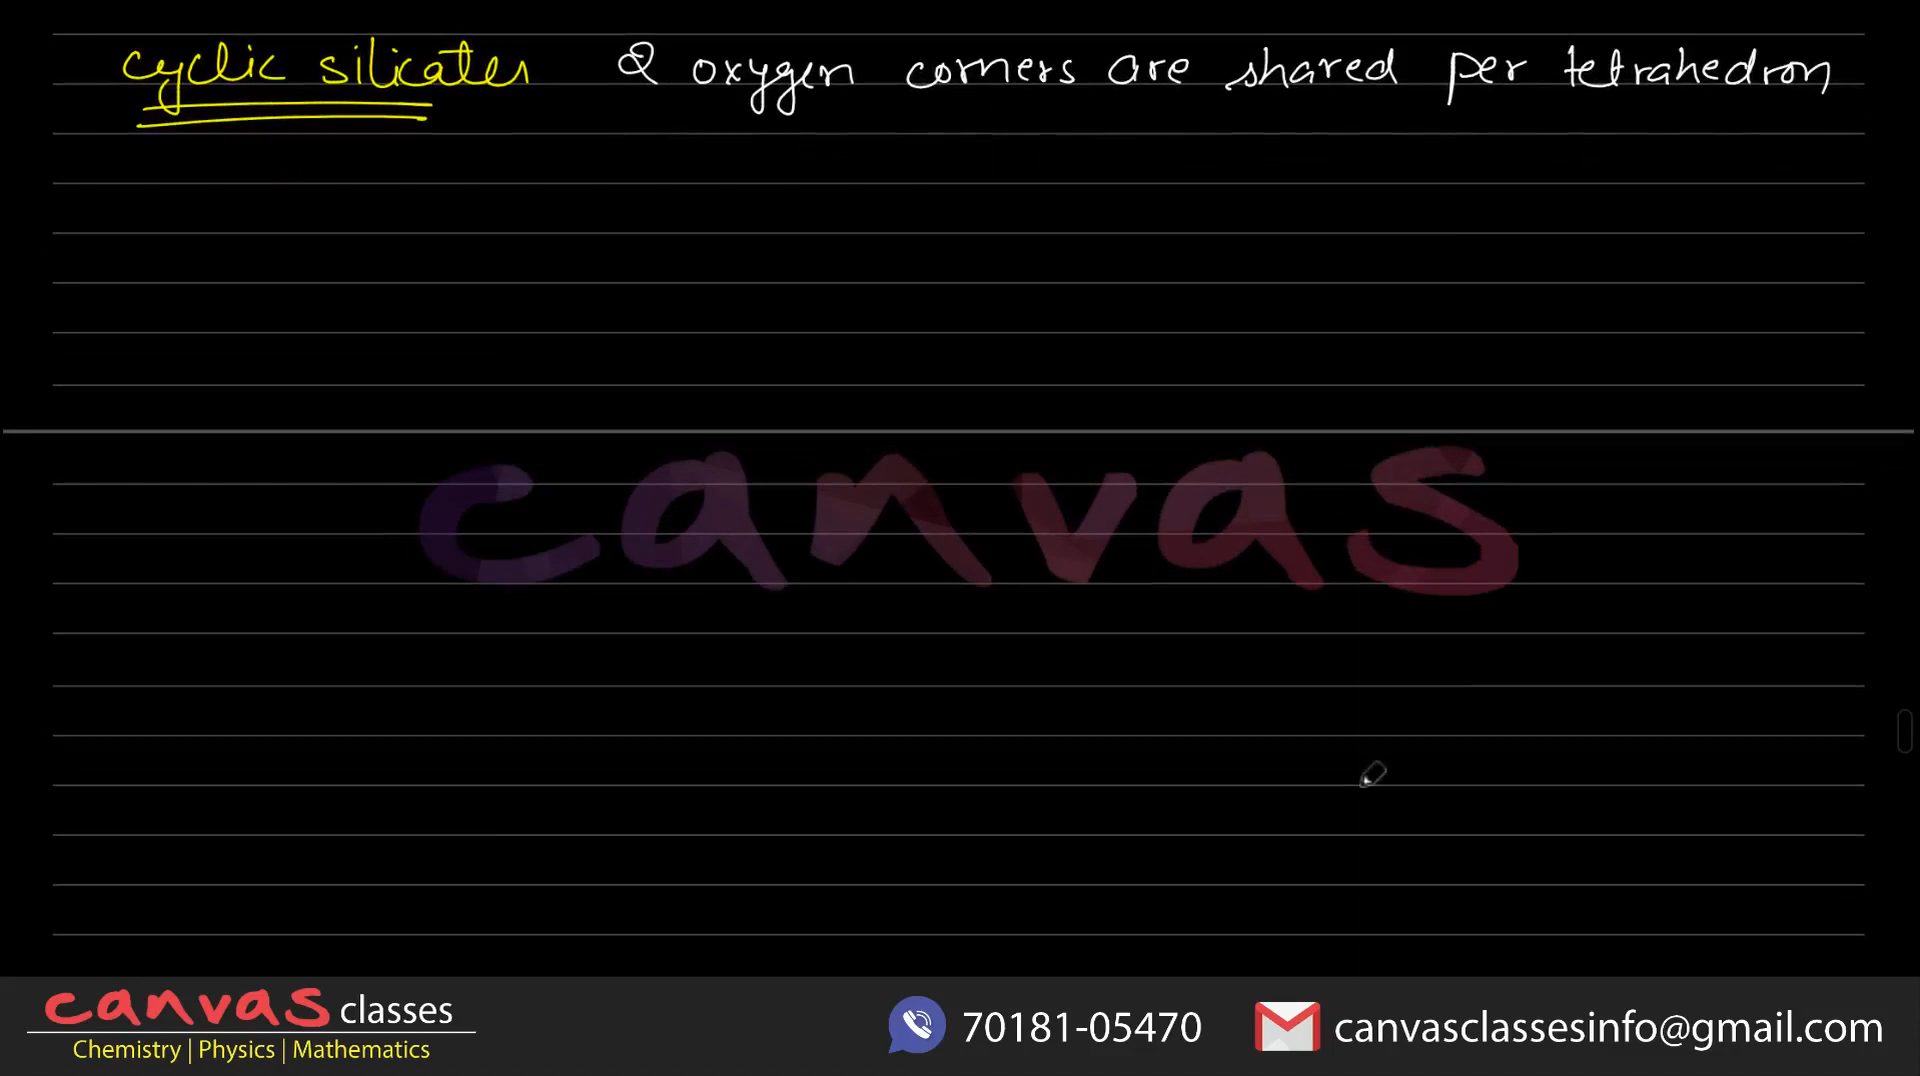 cyclic silicates 2 oxygen corners are shared per tetrahedron
canvas
canvas classes
Chemistry | Physics | Mathematics
70181-05470
canvasclassesinfo@gmail.com